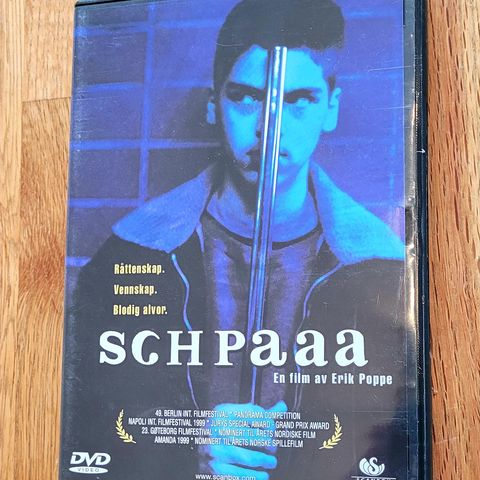 Råttenskap.
Vennskap.
Blodig alvor.
SCHPaaa
En film av Erik Poppe
49. BERLIN INT. FILMFESTIVAL * PANORAMA COMPETITION
NAPOLI INT. FILMFESTIVAL 1999 * JURYS SPECIAL AWARD * GRAND PRIX AWARD
23. GØTEBORG FILMFESTIVAL * NOMINERT TIL ÅRETS NORDISKE FILM
AMANDA 1999 * NOMINERT TIL ÅRETS NORSKE SPILLEFILM
DVD
VIDEO
www.scanbox.com
SCANBOX